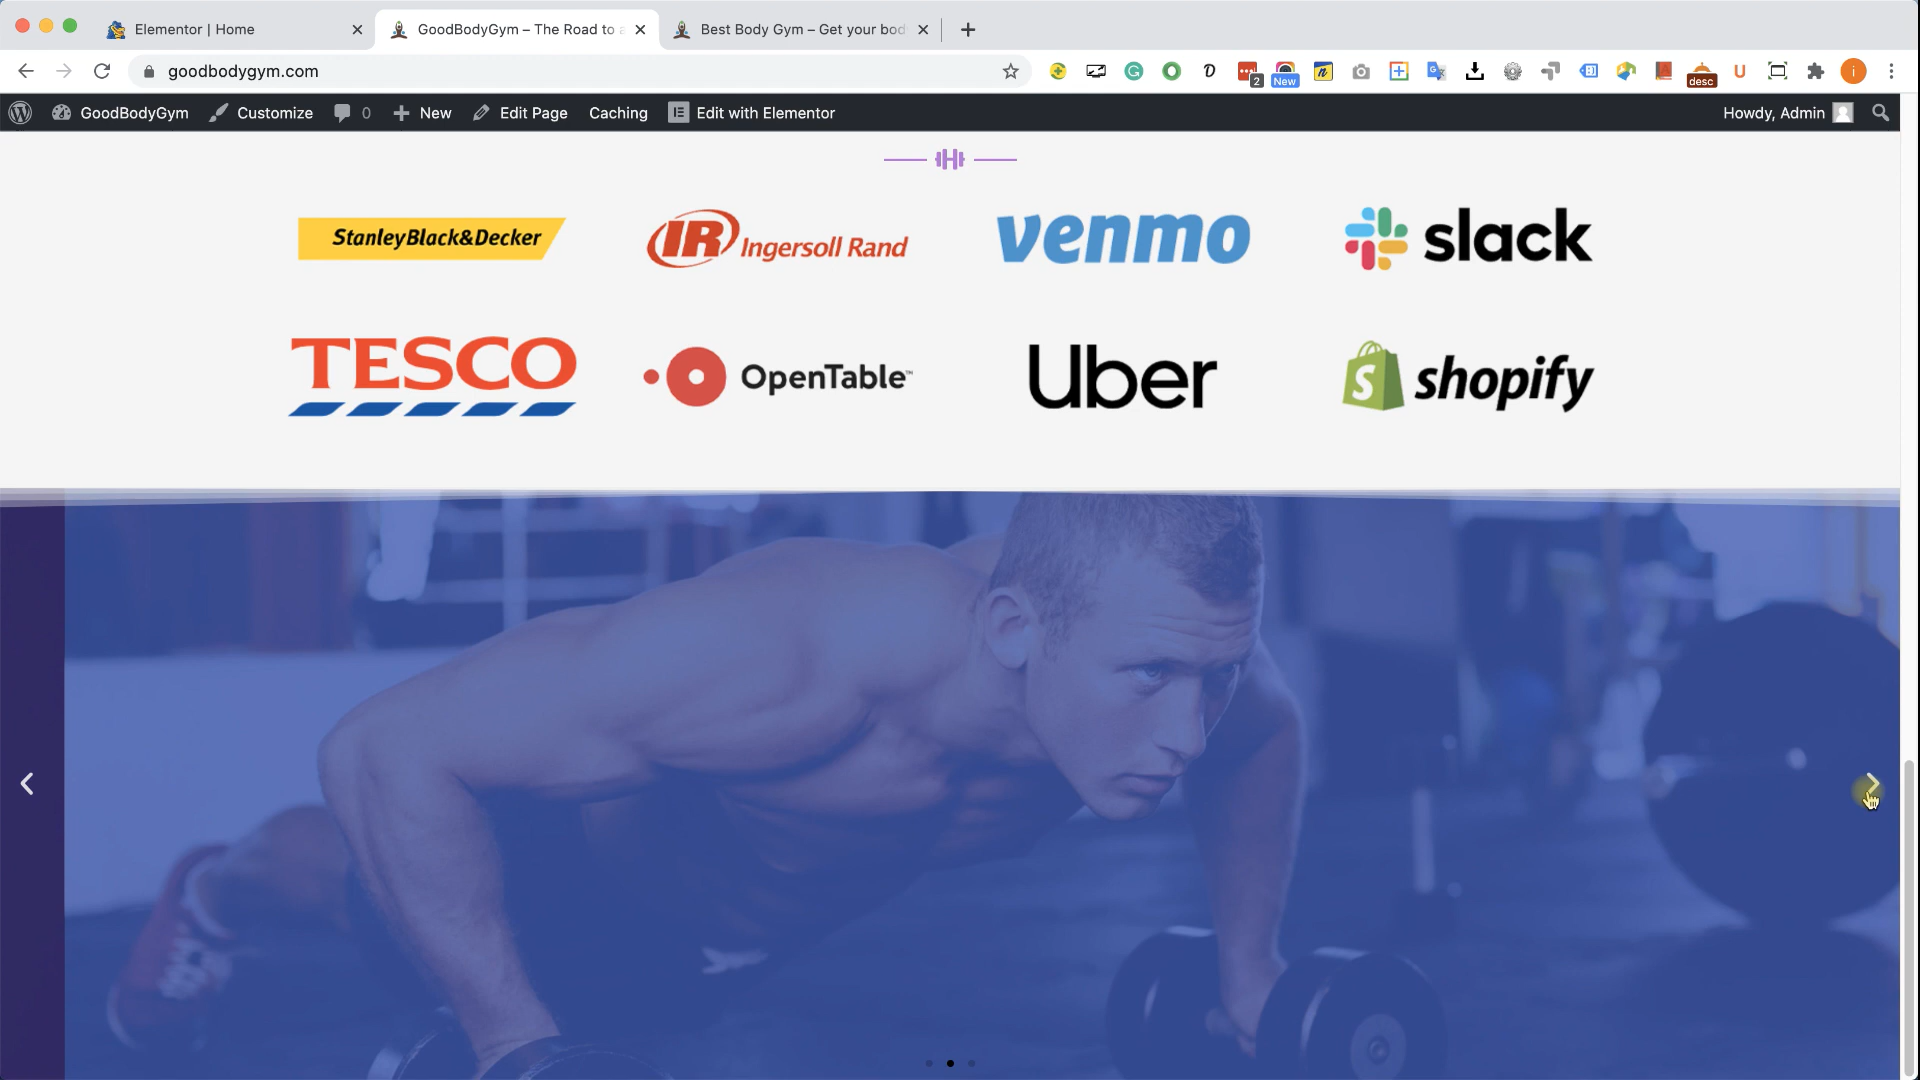 Elementor | Home
GoodBodyGym – The Road to a
Best Body Gym – Get your bod
goodbodygym.com
2
New
desc
GoodBodyGym
Customize
0
New
Edit Page
Caching
Edit with Elementor
Howdy, Admin
StanleyBlack&Decker
IR Ingersoll Rand
venmo
slack
TESCO
OpenTable™
Uber
shopify